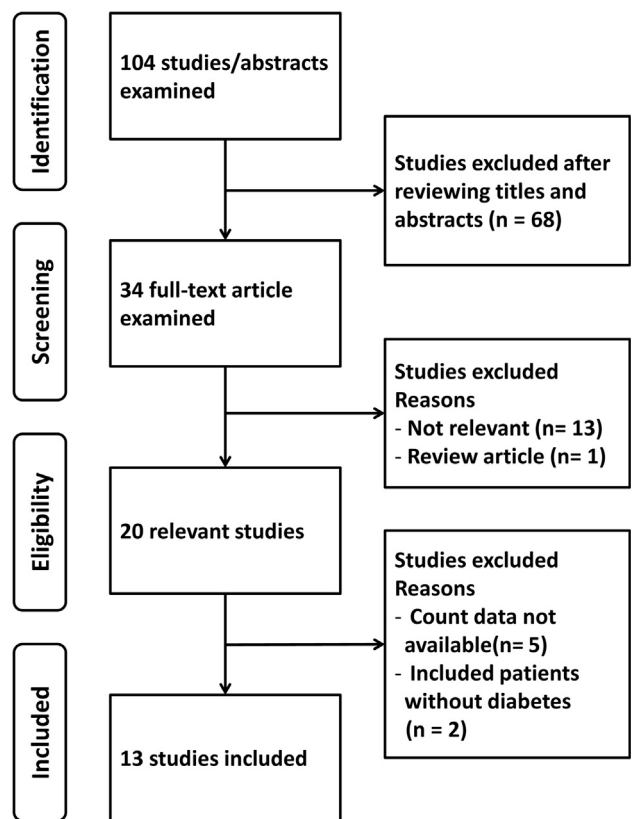 Identification
104 studies/abstracts
examined
Studies excluded after
reviewing titles and
abstracts (n = 68)
Screening
34 full-text article
examined
Studies excluded
Reasons
- Not relevant (n= 13)
- Review article (n= 1)
Eligibility
20 relevant studies
Studies excluded
Reasons
- Count data not
available(n= 5)
- Included patients
without diabetes
(n = 2)
Included
13 studies included